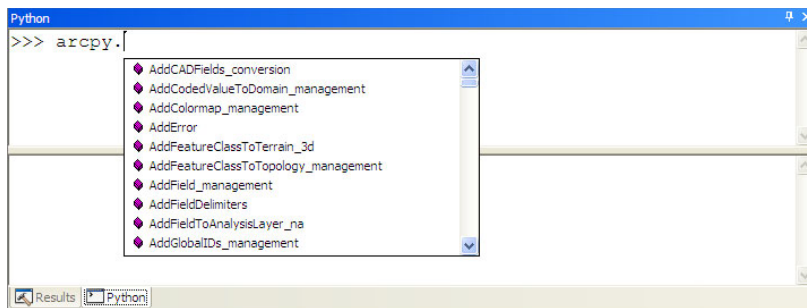 Python
>>> arcpy.
AddCADFields_conversion
AddCodedValueToDomain_management
AddColormap_management
AddError
AddFeatureClassToTerrain_3d
AddFeatureClassToTopology_management
AddField_management
AddFieldDelimiters
AddFieldToAnalysisLayer_na
AddGlobalIDs_management
Results Python